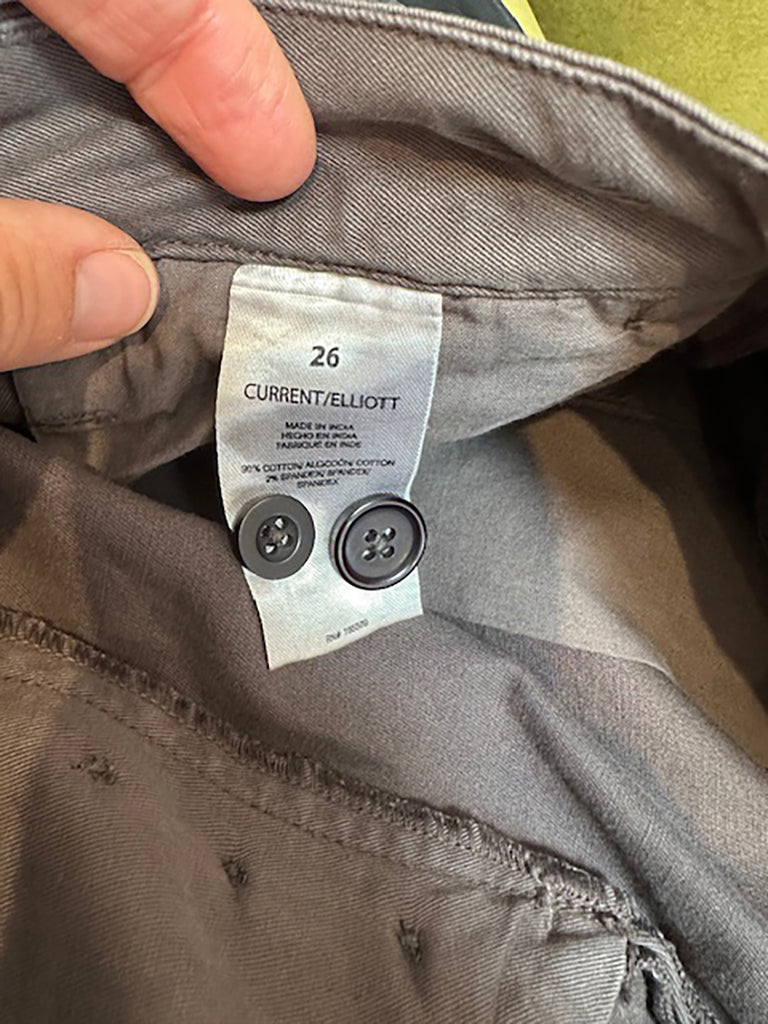 26
CURRENT/ELLIOTT
MADE IN INDIA
HECHO EN INDIA
FABRIQUE EN INDE
98% COTTON/ ALGODÓN/ COTTON
2% SPANDEX/ SPANDEX/
SPANDEX
RN#